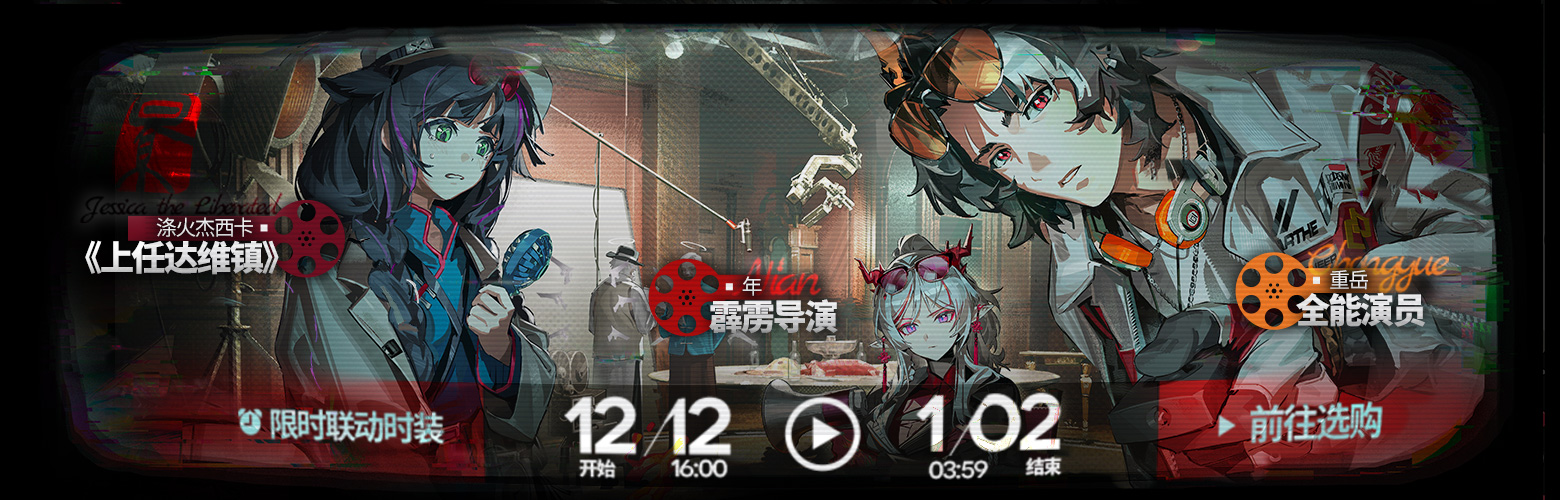 Jessica the Liberated
涤火杰西卡
《上任达维镇》
Nian
年
霹雳导演
Chongyue
重岳
全能演员
限时联动时装
12/12
开始 16:00
1/02
03:59 结束
前往选购